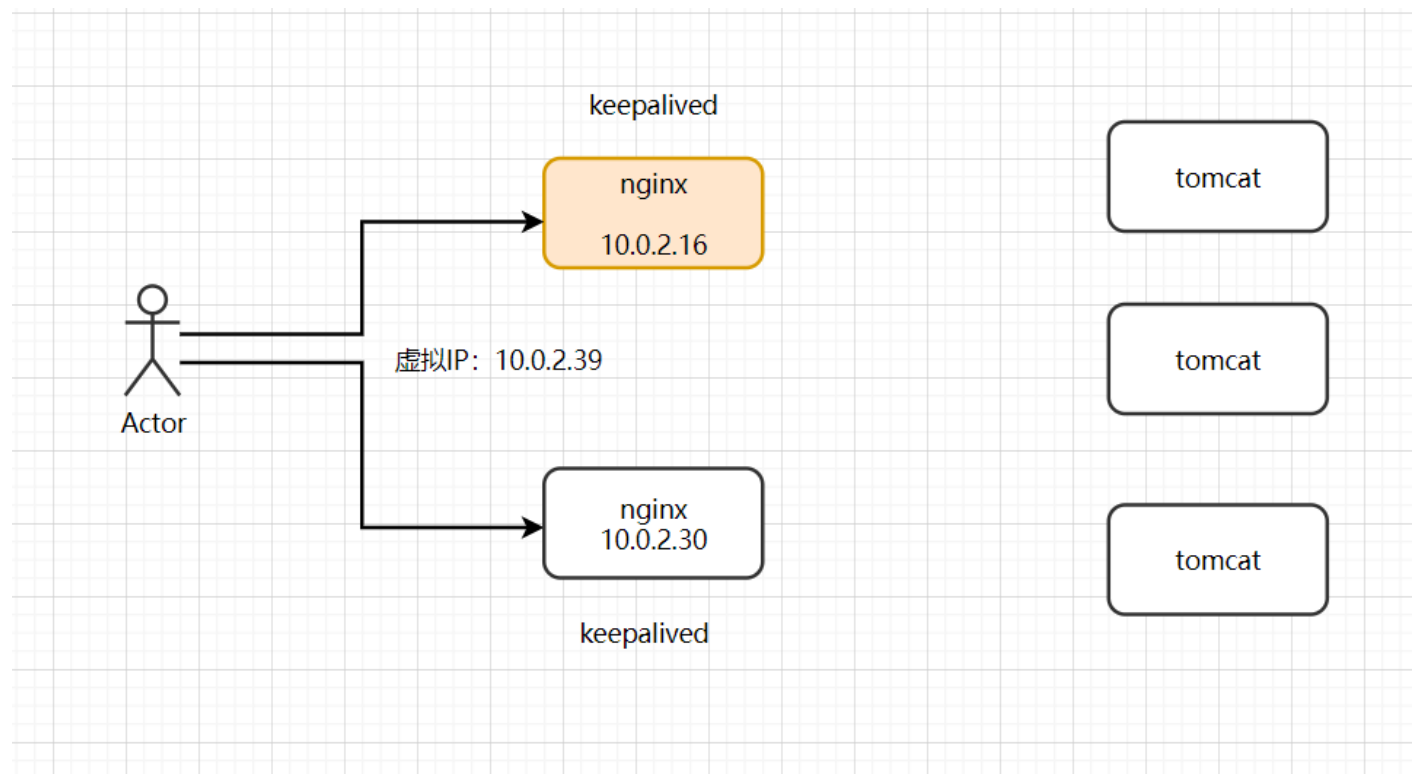 keepalived
nginx
10.0.2.16
tomcat
虚拟IP：10.0.2.39
tomcat
Actor
nginx
10.0.2.30
tomcat
keepalived